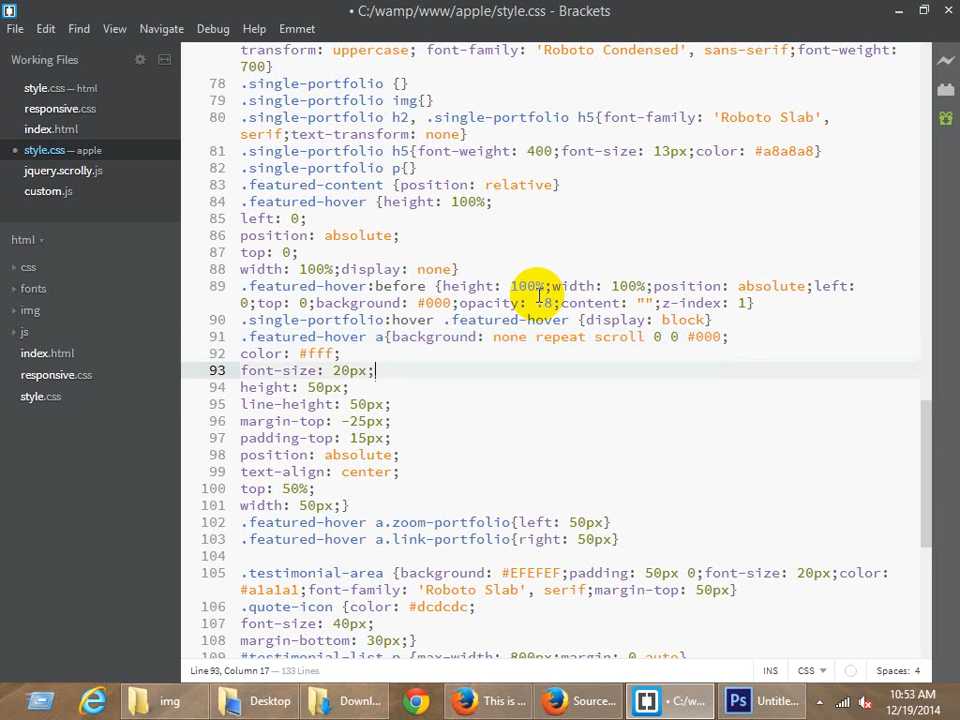 • C:/wamp/www/apple/style.css - Brackets
File Edit Find View Navigate Debug Help Emmet
Working Files
style.css — html
responsive.css
index.html
• style.css — apple
jquery.scrolly.js
custom.js
html
css
fonts
img
js
index.html
responsive.css
style.css
transform: uppercase; font-family: 'Roboto Condensed', sans-serif;font-weight:
700}
78 .single-portfolio {}
79 .single-portfolio img{}
80 .single-portfolio h2, .single-portfolio h5{font-family: 'Roboto Slab',
serif;text-transform: none}
81 .single-portfolio h5{font-weight: 400;font-size: 13px;color: #a8a8a8}
82 .single-portfolio p{}
83 .featured-content {position: relative}
84 .featured-hover {height: 100%;
85 left: 0;
86 position: absolute;
87 top: 0;
88 width: 100%;display: none}
89 .featured-hover:before {height: 100%;width: 100%;position: absolute;left:
0;top: 0;background: #000;opacity: .8;content: "";z-index: 1}
90 .single-portfolio:hover .featured-hover {display: block}
91 .featured-hover a{background: none repeat scroll 0 0 #000;
92 color: #fff;
93 font-size: 20px;
94 height: 50px;
95 line-height: 50px;
96 margin-top: -25px;
97 padding-top: 15px;
98 position: absolute;
99 text-align: center;
100 top: 50%;
101 width: 50px;}
102 .featured-hover a.zoom-portfolio{left: 50px}
103 .featured-hover a.link-portfolio{right: 50px}
104
105 .testimonial-area {background: #EFEFEF;padding: 50px 0;font-size: 20px;color:
#a1a1a1;font-family: 'Roboto Slab', serif;margin-top: 50px}
106 .quote-icon {color: #dcdcdc;
107 font-size: 40px;
108 margin-bottom: 30px;}
109 #testimonial-list p {max-width: 800px;margin: 0 auto}
Line 93, Column 17 — 133 Lines
INS CSS Spaces: 4
img Desktop Downl... This is ... Source... C:/w... Ps Untitle...
10:53 AM
12/19/2014